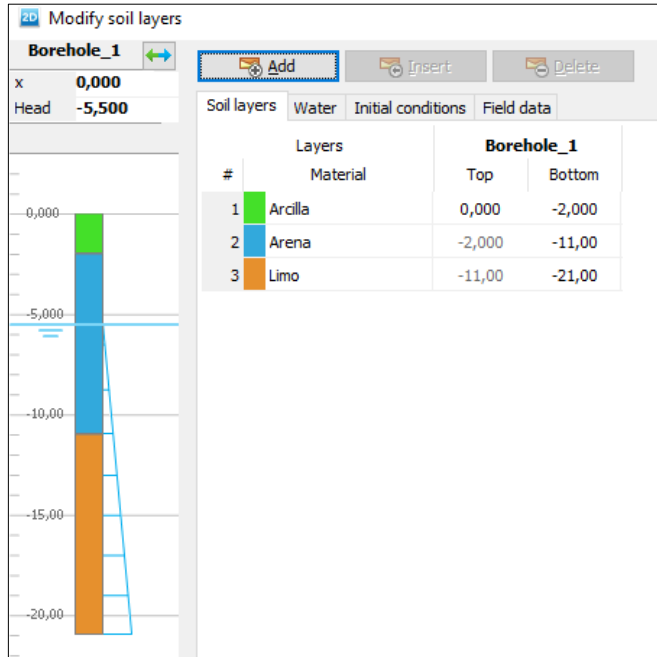 2D Modify soil layers
Borehole_1
x 0,000
Head -5,500
0,000
-5,000
-10,00
-15,00
-20,00
Add Insert Delete
Soil layers Water Initial conditions Field data
Layers Borehole_1
# Material Top Bottom
1 Arcilla 0,000 -2,000
2 Arena -2,000 -11,00
3 Limo -11,00 -21,00